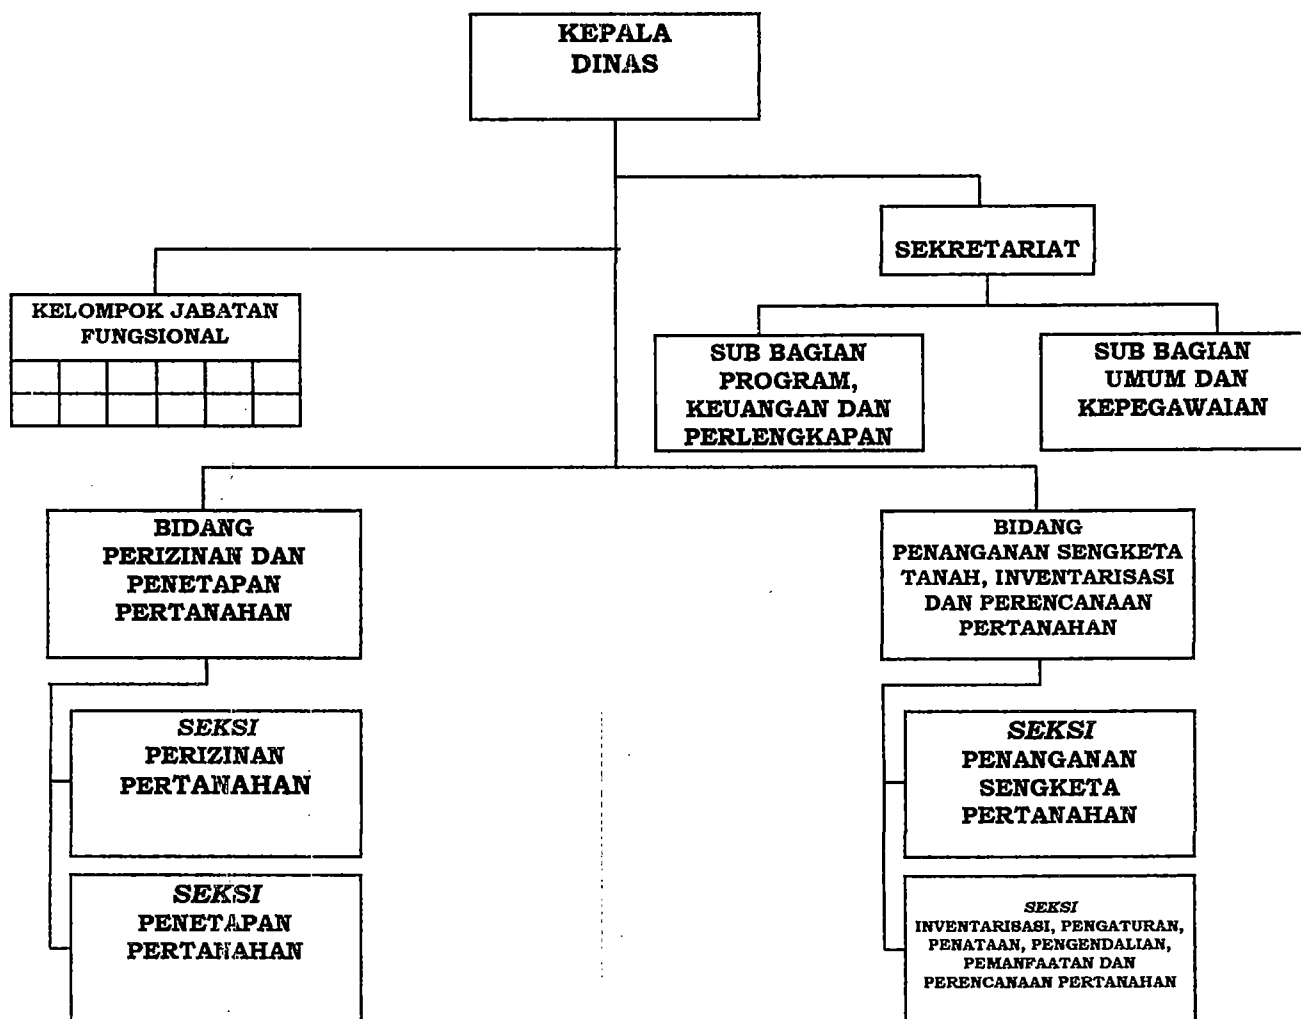 KEPALA
DINAS
SEKRETARIAT
KELOMPOK JABATAN
FUNGSIONAL
SUB BAGIAN
PROGRAM,
KEUANGAN DAN
PERLENGKAPAN
SUB BAGIAN
UMUM DAN
KEPEGAWAIAN
BIDANG
PERIZINAN DAN
PENETAPAN
PERTANAHAN
BIDANG
PENANGANAN SENGKETA
TANAH, INVENTARISASI
DAN PERENCANAAN
PERTANAHAN
SEKSI
PERIZINAN
PERTANAHAN
SEKSI
PENANGANAN
SENGKETA
PERTANAHAN
SEKSI
PENETAPAN
PERTANAHAN
SEKSI
INVENTARISASI, PENGATURAN,
PENATAAN, PENGENDALIAN,
PEMANFAATAN DAN
PERENCANAAN PERTANAHAN